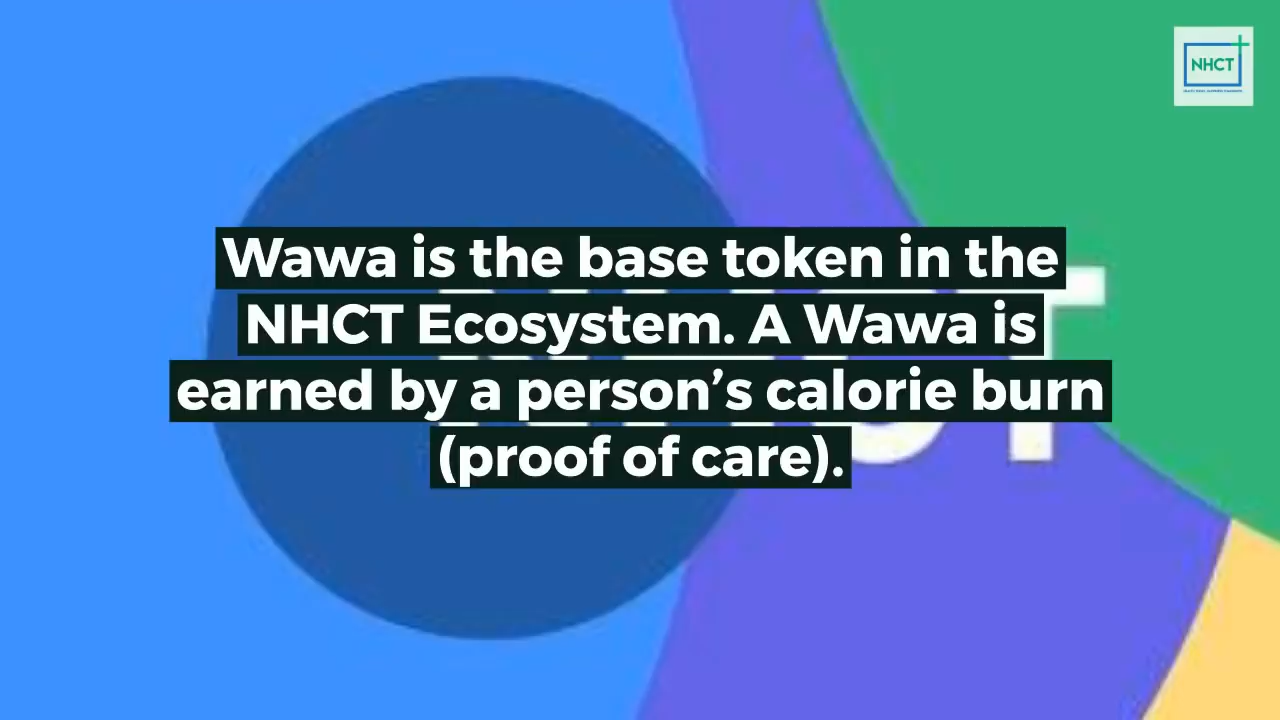 NHCT
Wawa is the base token in the
NHCT Ecosystem. A Wawa is
earned by a person’s calorie burn
(proof of care).